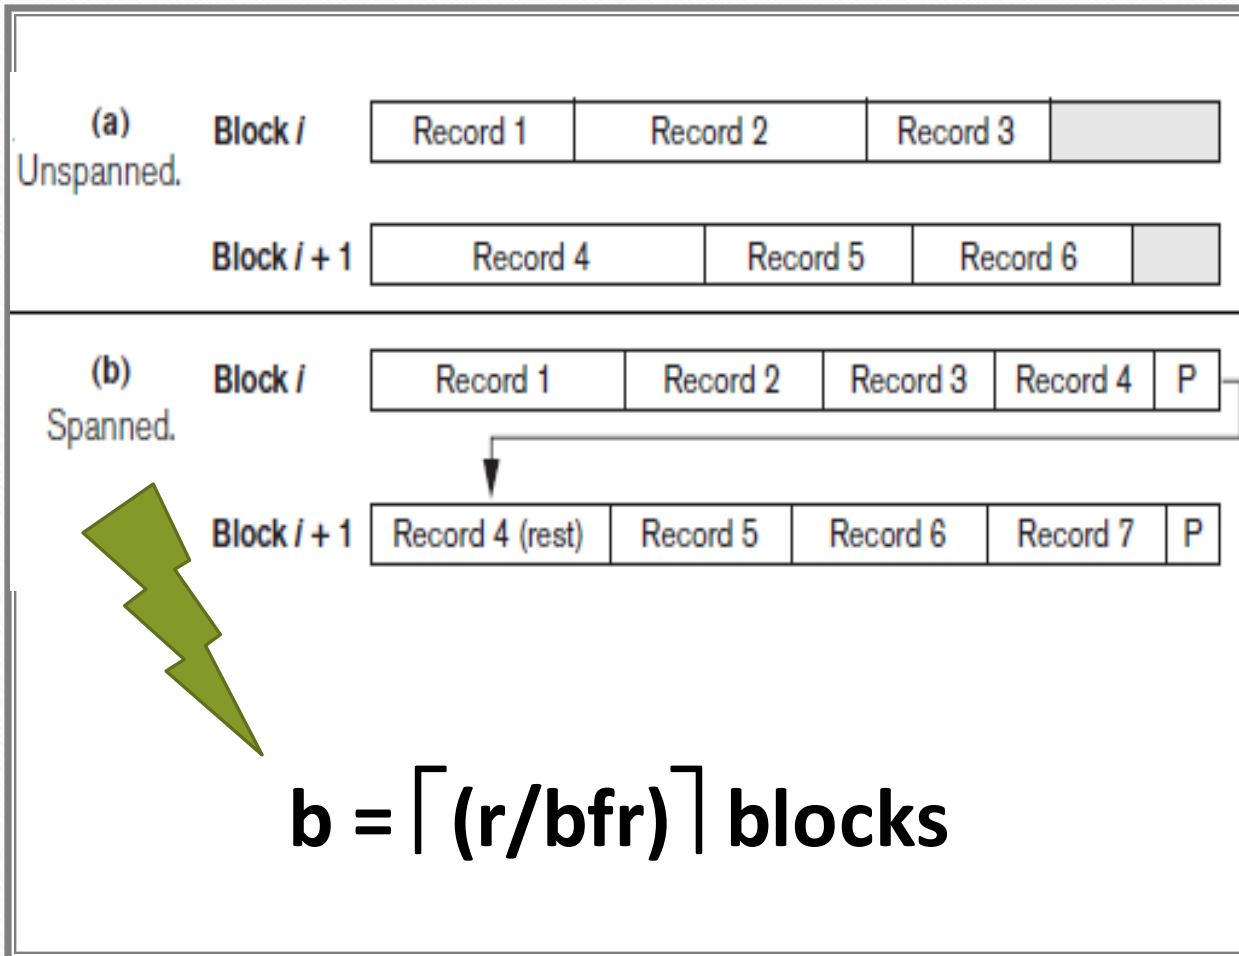 (a)
Unspanned.
Block i
Record 1 Record 2 Record 3
Block i + 1
Record 4 Record 5 Record 6
(b)
Spanned.
Block i
Record 1 Record 2 Record 3 Record 4 P
Block i + 1
Record 4 (rest) Record 5 Record 6 Record 7 P
b = ⌈(r/bfr)⌉ blocks